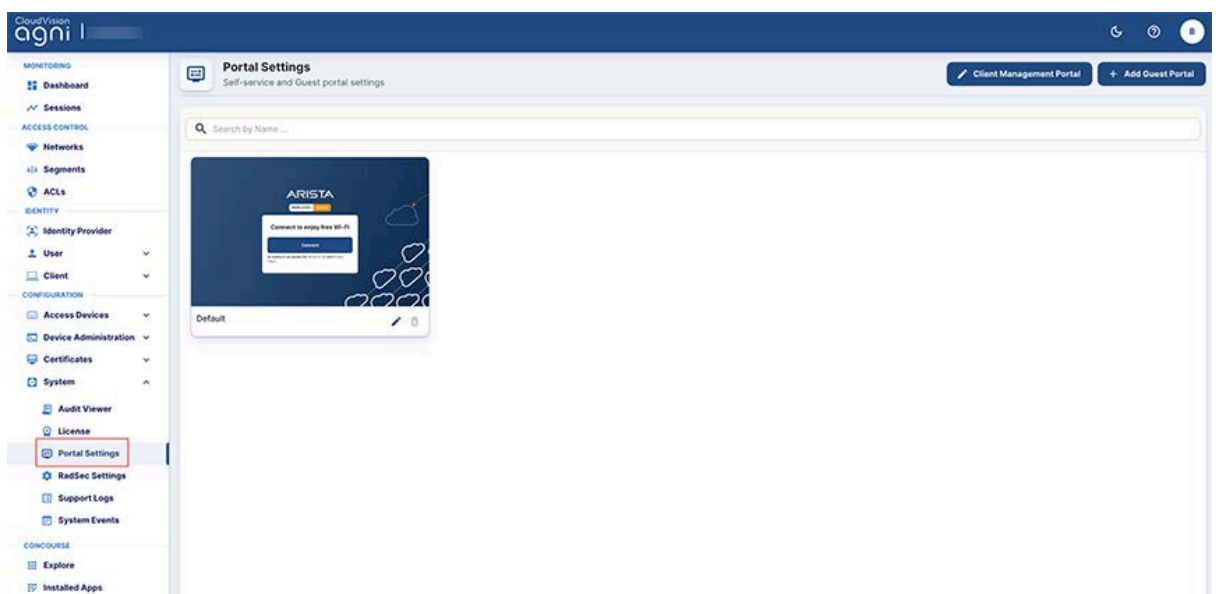 CloudVision
agni
MONITORING
Dashboard
Sessions
ACCESS CONTROL
Networks
Segments
ACLs
IDENTITY
Identity Provider
User
Client
CONFIGURATION
Access Devices
Device Administration
Certificates
System
Audit Viewer
License
Portal Settings
RadSec Settings
Support Logs
System Events
CONCOURSE
Explore
Installed Apps
B
Portal Settings
Self-service and Guest portal settings
Client Management Portal
+ Add Guest Portal
Search by Name ...
ARISTA
Connect to enjoy free Wi-Fi
Connect
Default